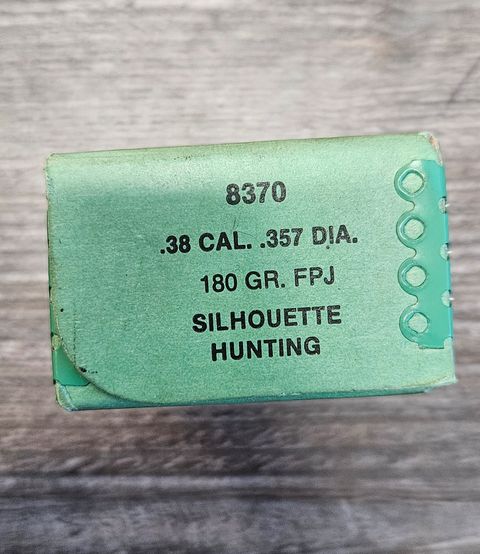 8370
.38 CAL. .357 DIA.
180 GR. FPJ
SILHOUETTE
HUNTING